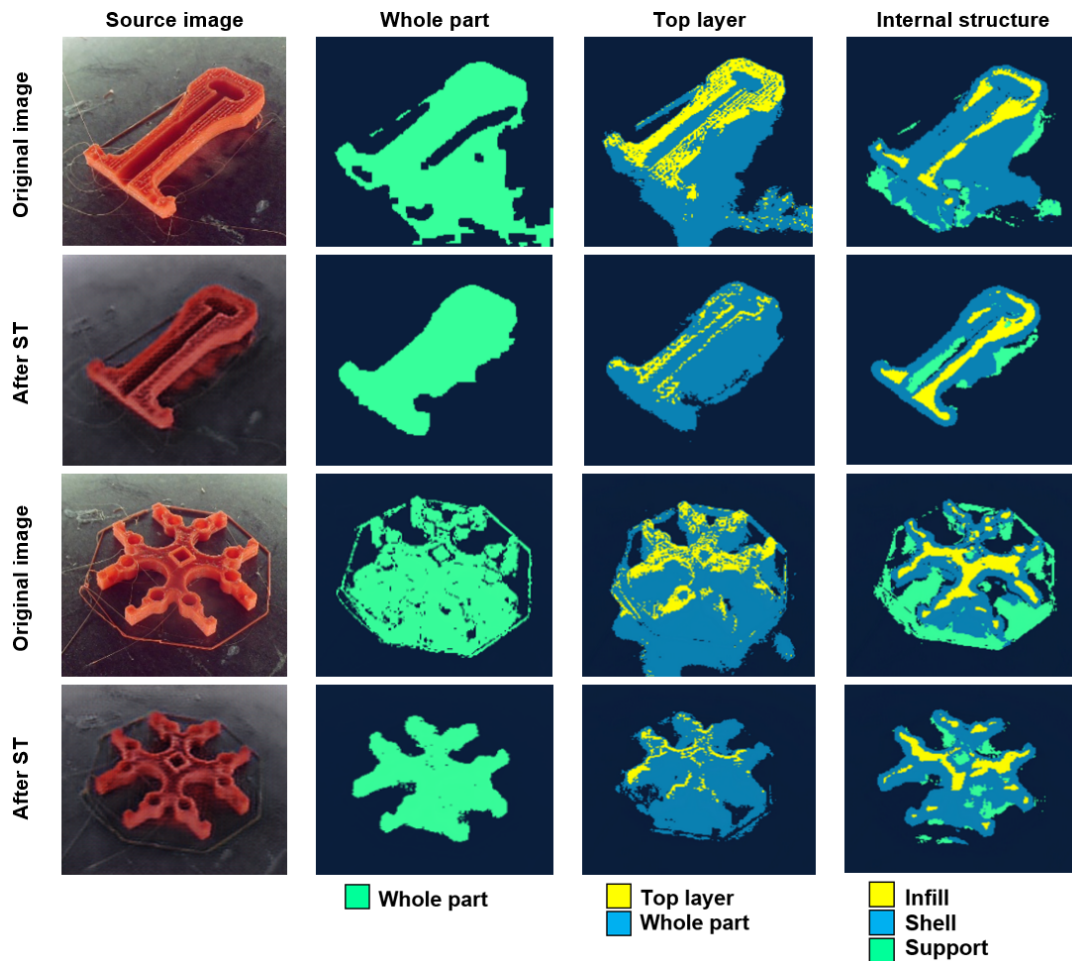 Source image Whole part Top layer Internal structure
Original image
After ST
Original image
After ST
Whole part Top layer Infill
Whole part Shell
Support